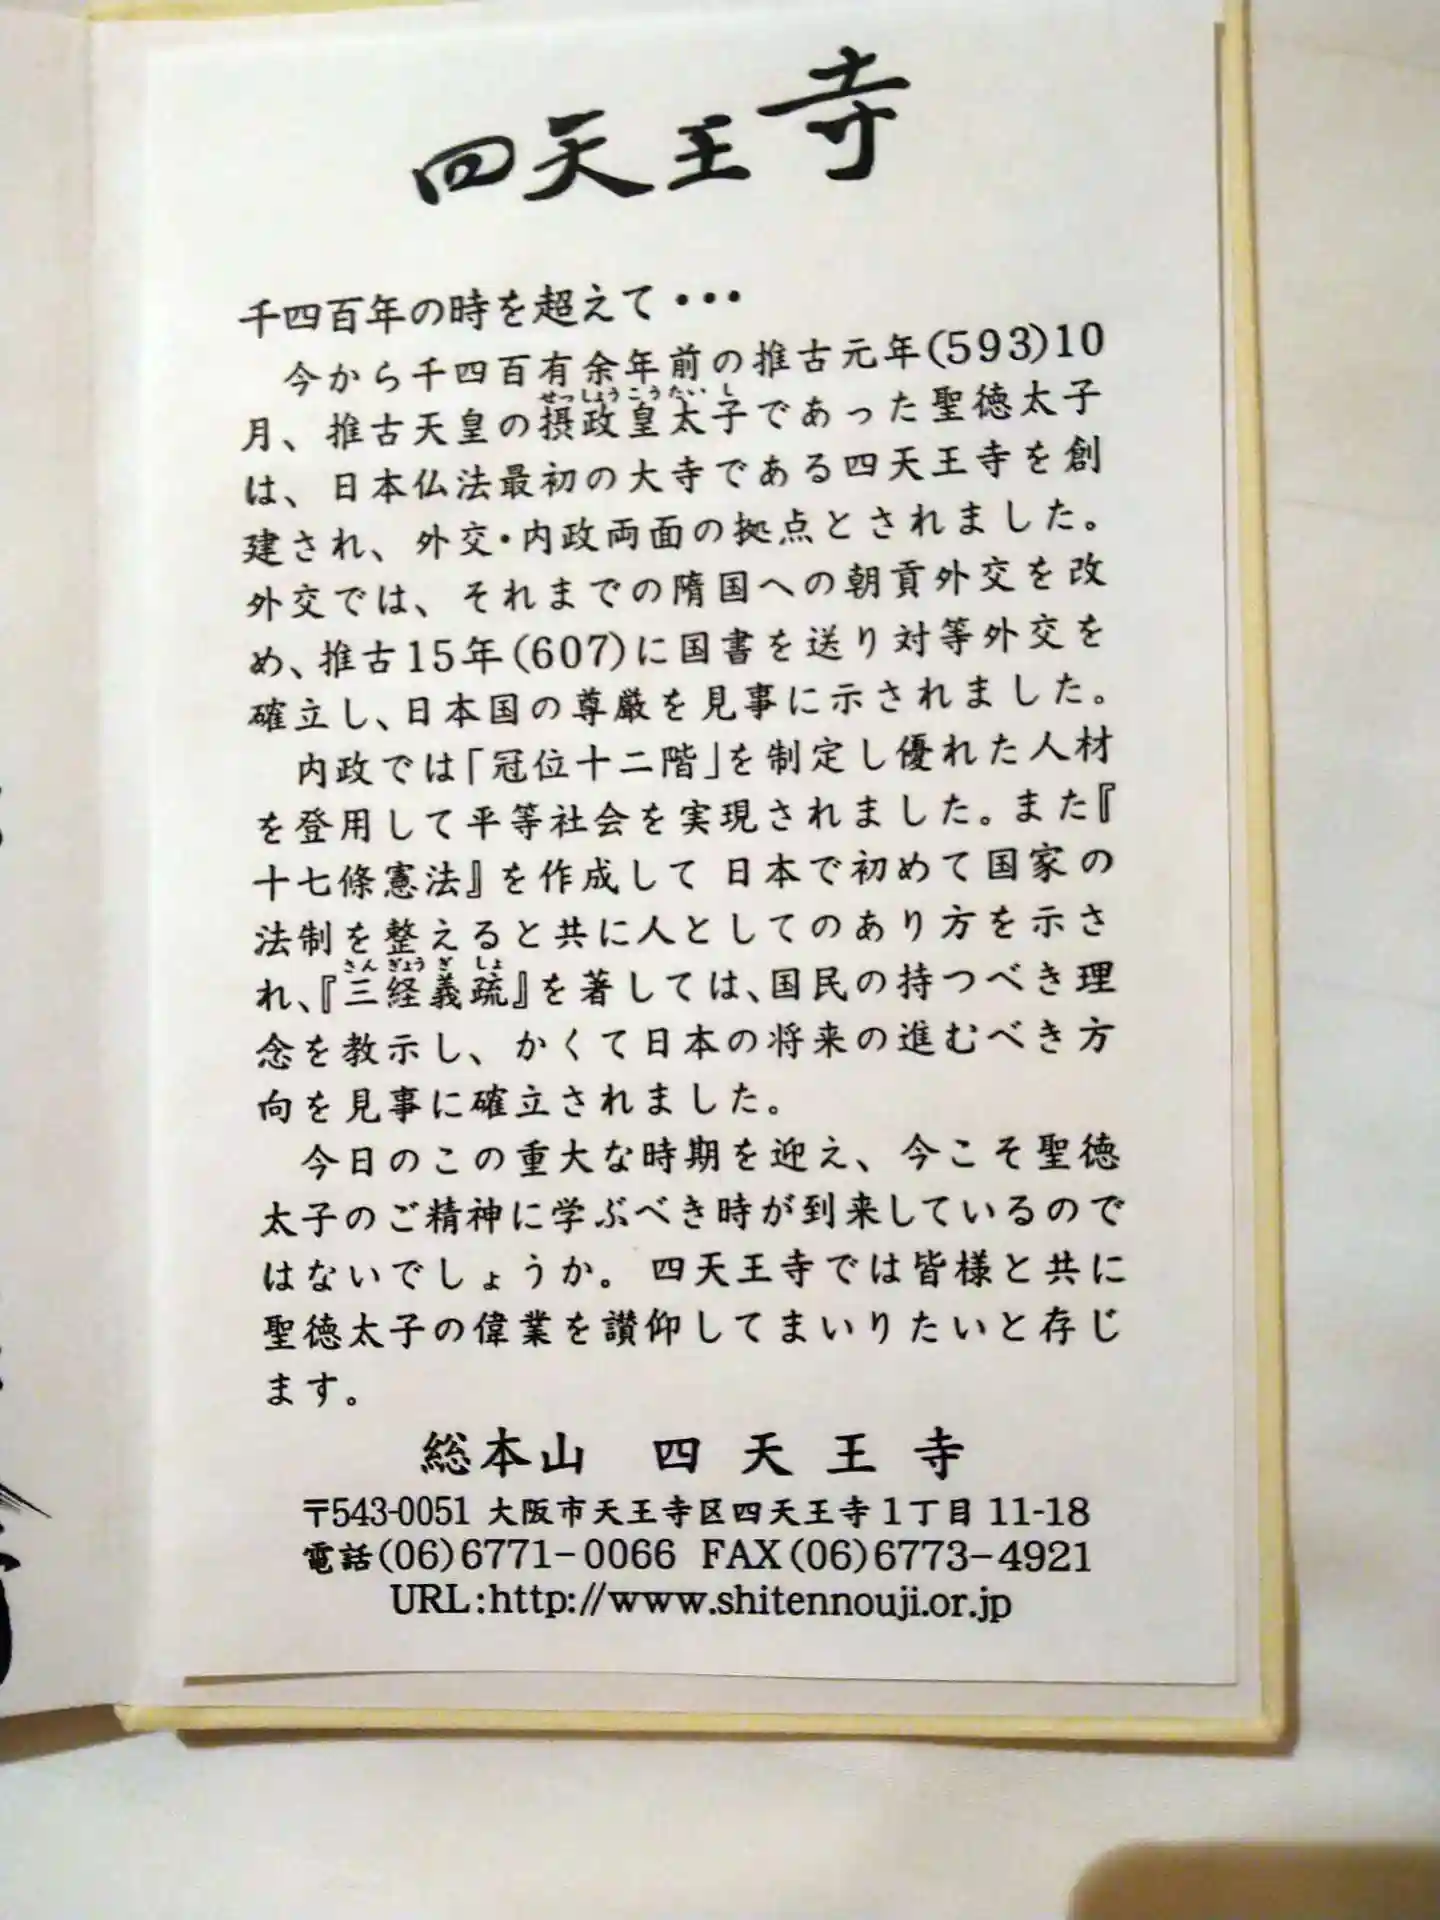 四天王寺
千四百年の時を超えて・・・
今から千四百有余年前の推古元年(593)10
せっしょうこうたいし
月、推古天皇の摂政皇太子であった聖徳太子
は、日本仏法最初の大寺である四天王寺を創
建され、外交・内政両面の拠点とされました。
外交では、それまでの隋国への朝貢外交を改
め、推古15年(607)に国書を送り対等外交を
確立し、日本国の尊厳を見事に示されました。
内政では「冠位十二階」を制定し優れた人材
を登用して平等社会を実現されました。また『
十七條憲法』を作成して 日本で初めて国家の
法制を整えると共に人としてのあり方を示さ
さんぎょうぎしょ
れ、『三経義疏』を著しては、国民の持つべき理
念を教示し、かくて日本の将来の進むべき方
向を見事に確立されました。
今日のこの重大な時期を迎え、今こそ聖徳
太子のご精神に学ぶべき時が到来しているので
はないでしょうか。四天王寺では皆様と共に
聖徳太子の偉業を讃仰してまいりたいと存じ
ます。
総本山 四天王寺
〒543-0051 大阪市天王寺区四天王寺1丁目 11-18
電話(06)6771-0066 FAX(06)6773-4921
URL:http://www.shitennouji.or.jp